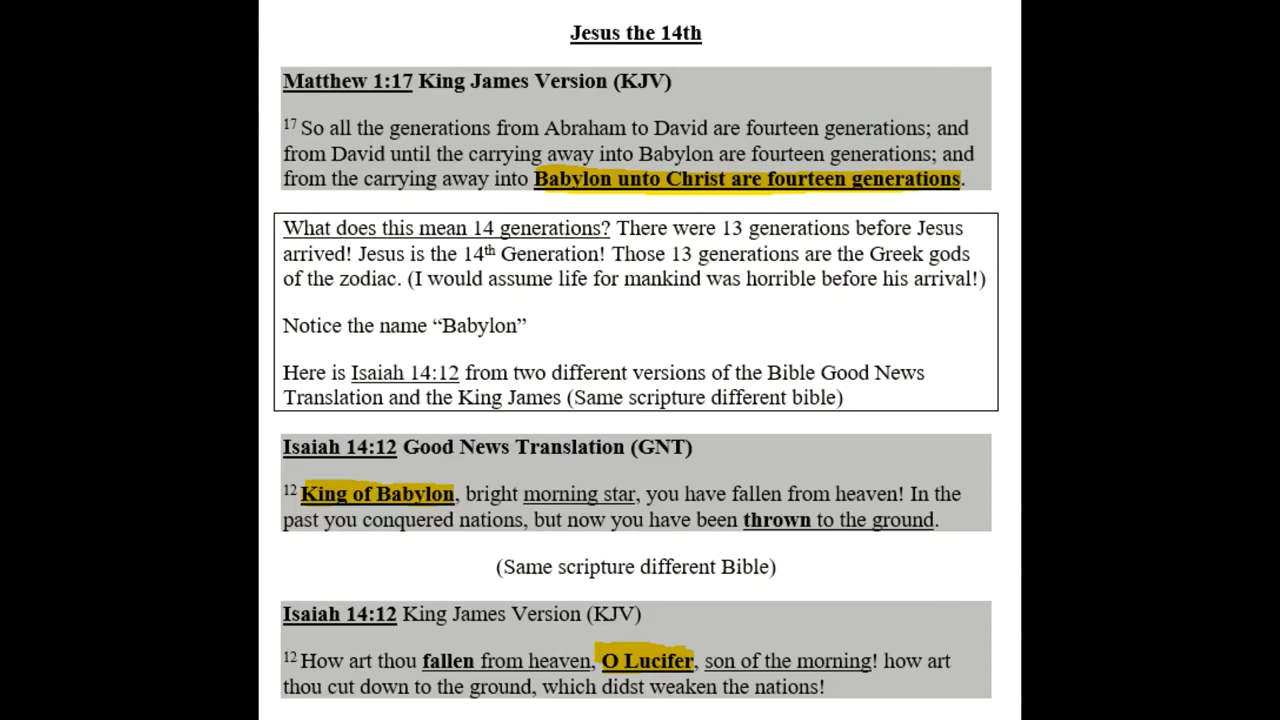 Jesus the 14th
Matthew 1:17 King James Version (KJV)
17 So all the generations from Abraham to David are fourteen generations; and
from David until the carrying away into Babylon are fourteen generations; and
from the carrying away into Babylon unto Christ are fourteen generations.
What does this mean 14 generations? There were 13 generations before Jesus
arrived! Jesus is the 14th Generation! Those 13 generations are the Greek gods
of the zodiac. (I would assume life for mankind was horrible before his arrival!)
Notice the name “Babylon”
Here is Isaiah 14:12 from two different versions of the Bible Good News
Translation and the King James (Same scripture different bible)
Isaiah 14:12 Good News Translation (GNT)
12 King of Babylon, bright morning star, you have fallen from heaven! In the
past you conquered nations, but now you have been thrown to the ground.
(Same scripture different Bible)
Isaiah 14:12 King James Version (KJV)
12 How art thou fallen from heaven, O Lucifer, son of the morning! how art
thou cut down to the ground, which didst weaken the nations!